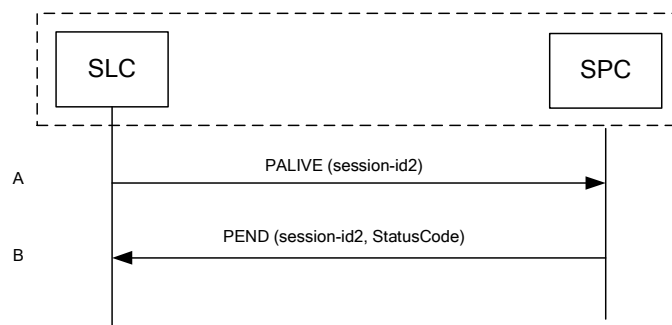 SLC
SPC
A
PALIVE (session-id2)
B
PEND (session-id2, StatusCode)